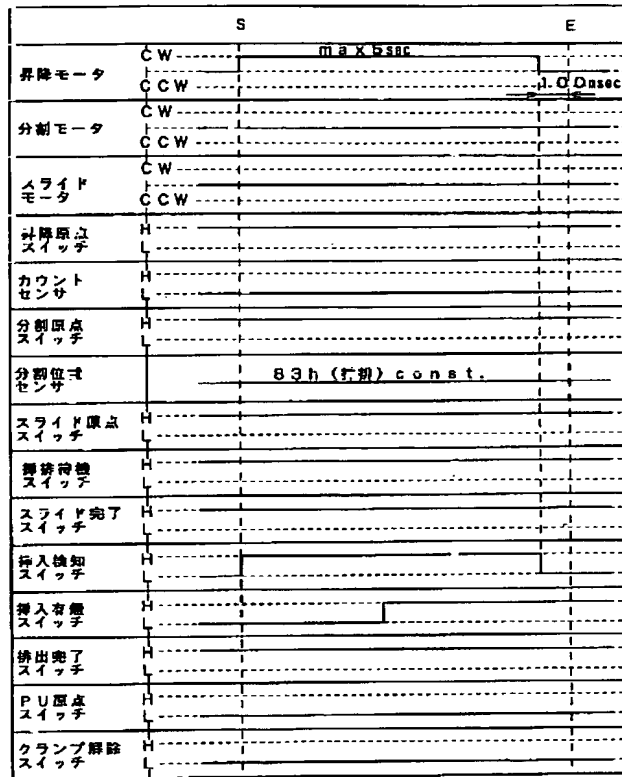 S E
昇降モータ CW max5sec
CCW 100msec
分割モータ CW
CCW
スライド CW
モータ CCW
昇降原点 H
スイッチ L
カウント H
センサ L
分割原点 H
スイッチ L
分割位置
センサ 83h (待機) const.
スライド原点 H
スイッチ L
挿排待機 H
スイッチ L
スライド完了 H
スイッチ L
挿入検知 H
スイッチ L
挿入有無 H
スイッチ L
排出完了 H
スイッチ L
PU原点 H
スイッチ L
クランプ解除 H
スイッチ L